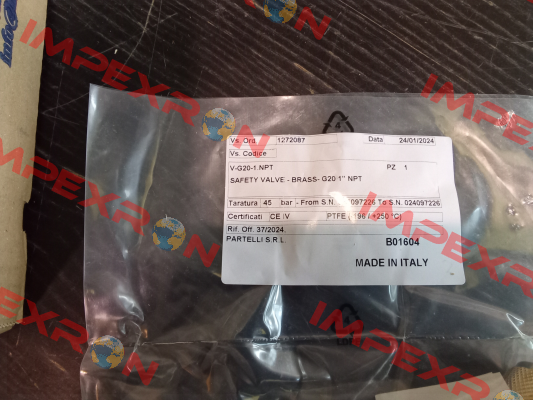 Vs. Ord. 1272087 Data 24/01/2024
Vs. Codice
V-G20-1.NPT PZ 1
SAFETY VALVE - BRASS- G20 1" NPT
Taratura 45 bar - From S.N. 097226 To S.N. 024097226
Certificati CE IV PTFE 196 / +250 °C)
Rif. Off. 37/2024
PARTELLI S.R.L. B01604
MADE IN ITALY
IMPEXRON
IMPEXRON
IMPEXRON
IMPEXRON